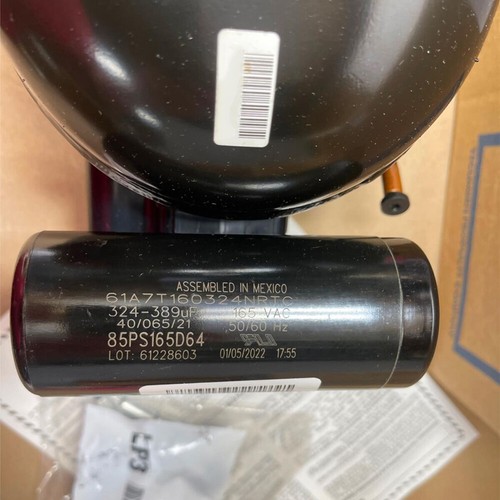 ASSEMBLED IN MEXICO
61A7T160324NRTC
324-389uF 165 VAC
40/065/21 50/60 Hz
85PS165D64
LOT: 61228603 01/05/2022 17:55
LP3